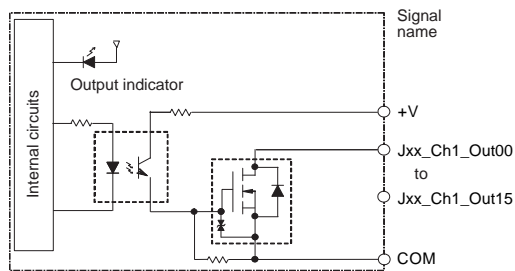 Signal
name
Output indicator
Internal circuits
+V
Jxx_Ch1_Out00
to
Jxx_Ch1_Out15
COM